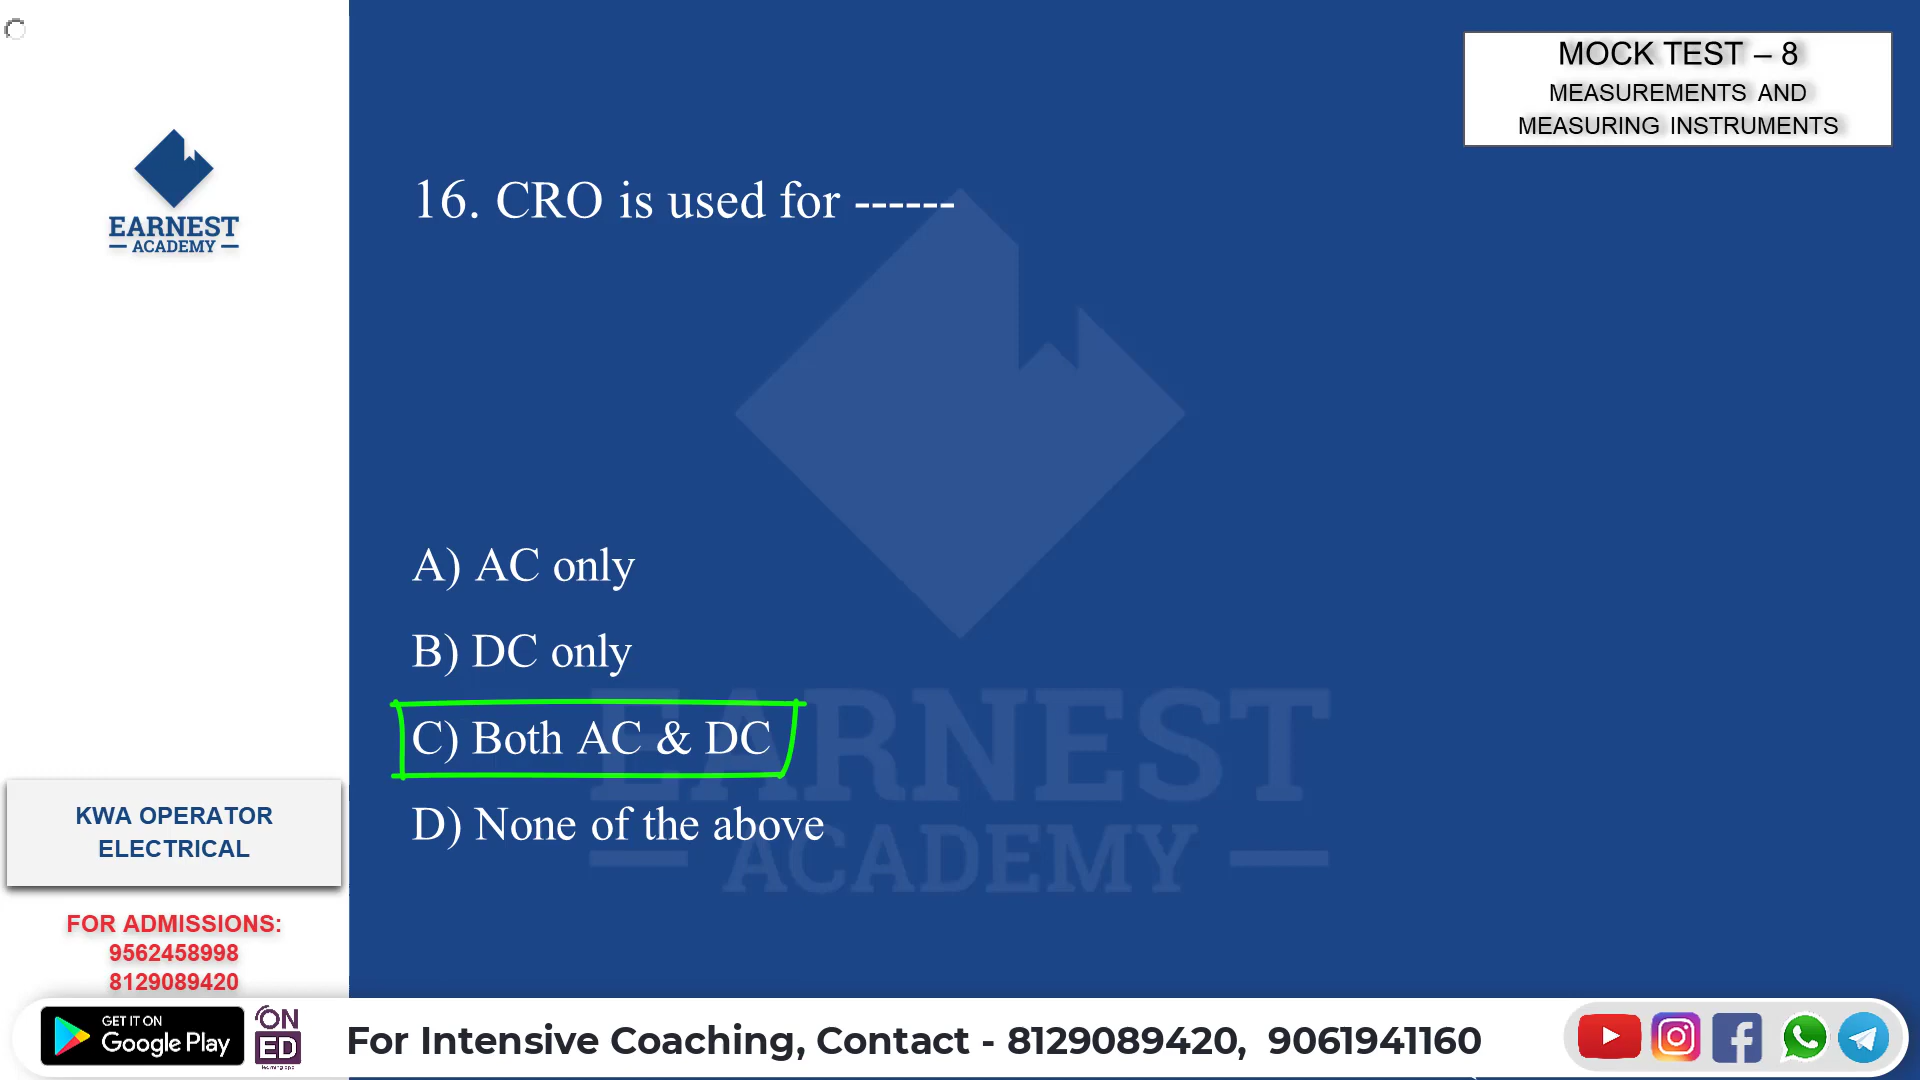 MOCK TEST – 8
MEASUREMENTS AND
MEASURING INSTRUMENTS
EARNEST
ACADEMY
16. CRO is used for ------
A) AC only
B) DC only
C) Both AC & DC
D) None of the above
EARNEST
ACADEMY
KWA OPERATOR
ELECTRICAL
FOR ADMISSIONS:
9562458998
8129089420
GET IT ON
Google Play
ON
ED
For Intensive Coaching, Contact - 8129089420, 9061941160